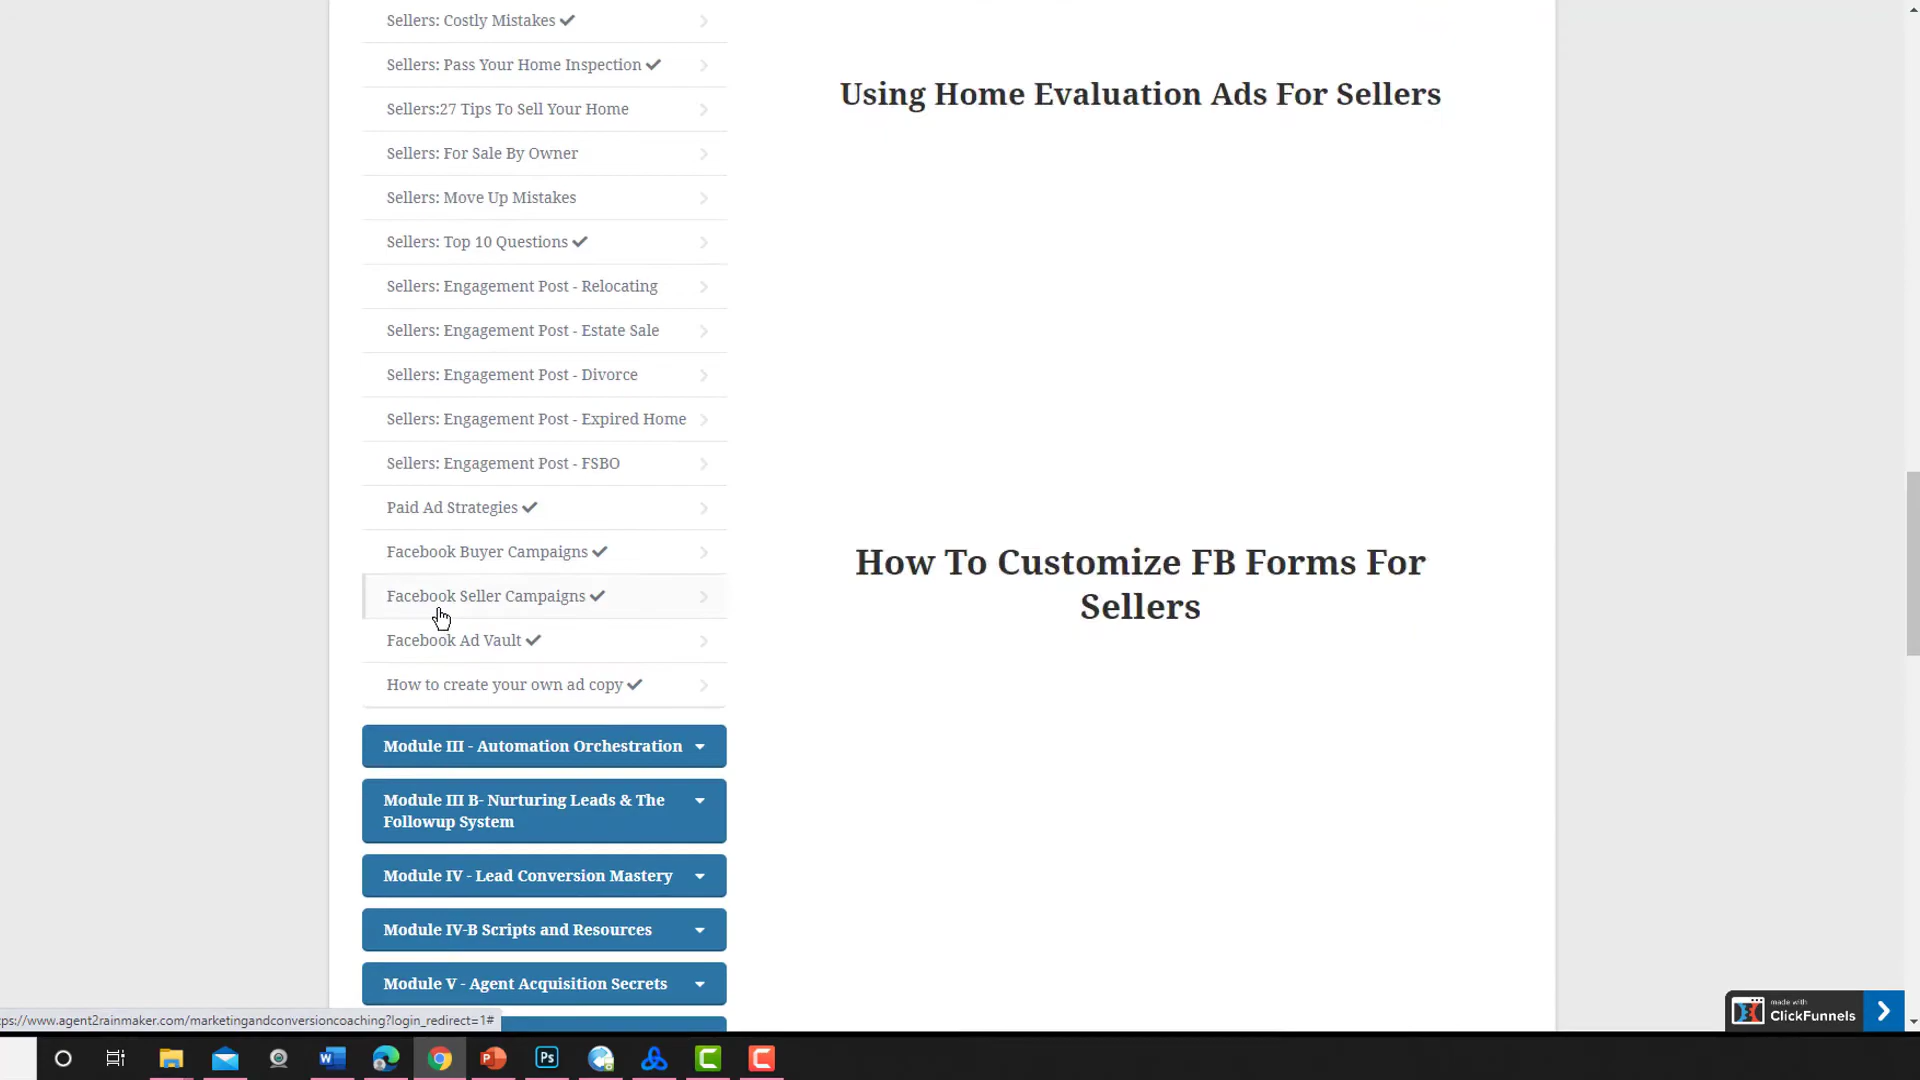 Sellers: Costly Mistakes
Sellers: Pass Your Home Inspection
Sellers:27 Tips To Sell Your Home
Sellers: For Sale By Owner
Sellers: Move Up Mistakes
Sellers: Top 10 Questions
Sellers: Engagement Post - Relocating
Sellers: Engagement Post - Estate Sale
Sellers: Engagement Post - Divorce
Sellers: Engagement Post - Expired Home
Sellers: Engagement Post - FSBO
Paid Ad Strategies
Facebook Buyer Campaigns
Facebook Seller Campaigns
Facebook Ad Vault
How to create your own ad copy
Module III - Automation Orchestration
Module III B- Nurturing Leads & The
Followup System
Module IV - Lead Conversion Mastery
Module IV-B Scripts and Resources
Module V - Agent Acquisition Secrets
Using Home Evaluation Ads For Sellers
How To Customize FB Forms For
Sellers
made with
ClickFunnels
ps://www.agent2rainmaker.com/marketingandconversioncoaching?login_redirect=1#
W
P
Ps
C
C